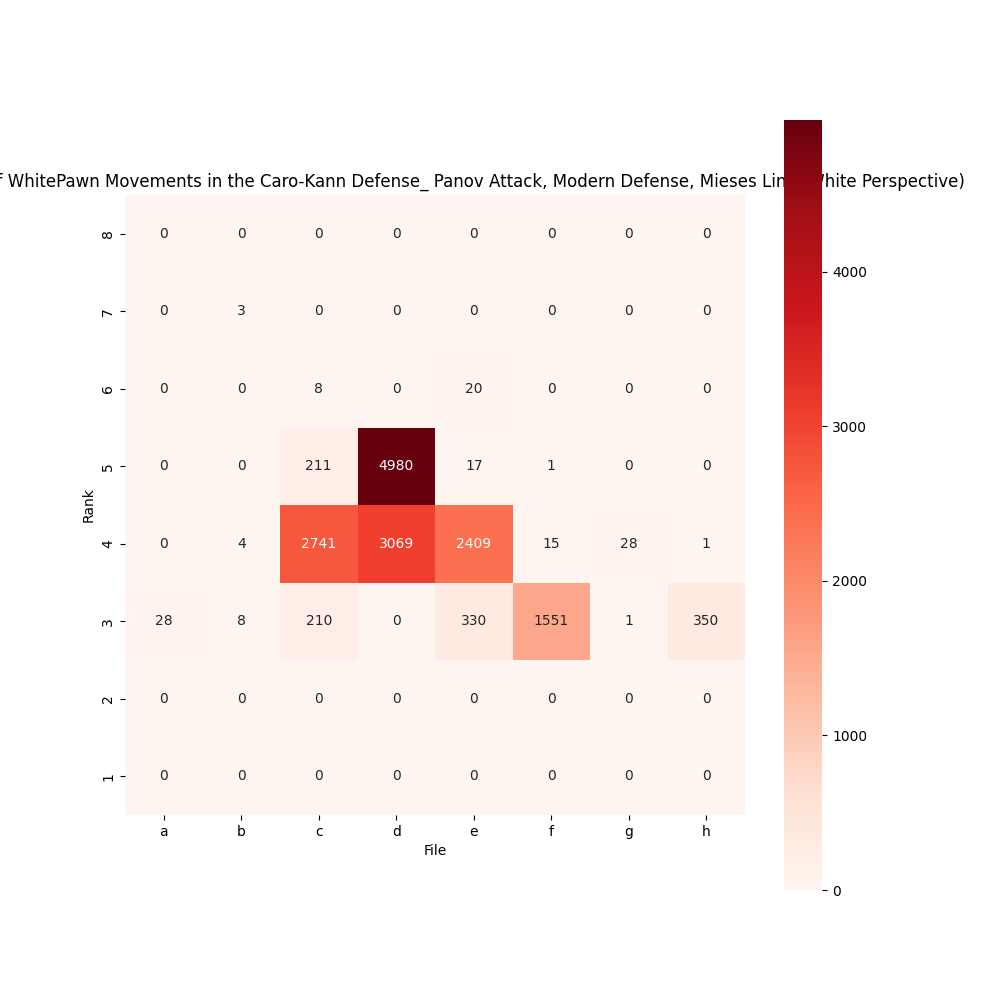 f WhitePawn Movements in the Caro-Kann Defense_ Panov Attack, Modern Defense, Mieses Lin hite Perspective)
8 0 0 0 0 0 0 0 0
7 0 3 0 0 0 0 0 0
6 0 0 8 0 20 0 0 0
5 0 0 211 4980 17 1 0 0
Rank
4 0 4 2741 3069 2409 15 28 1
3 28 8 210 0 330 1551 1 350
2 0 0 0 0 0 0 0 0
1 0 0 0 0 0 0 0 0
a b c d e f g h
File
4000
3000
2000
1000
0